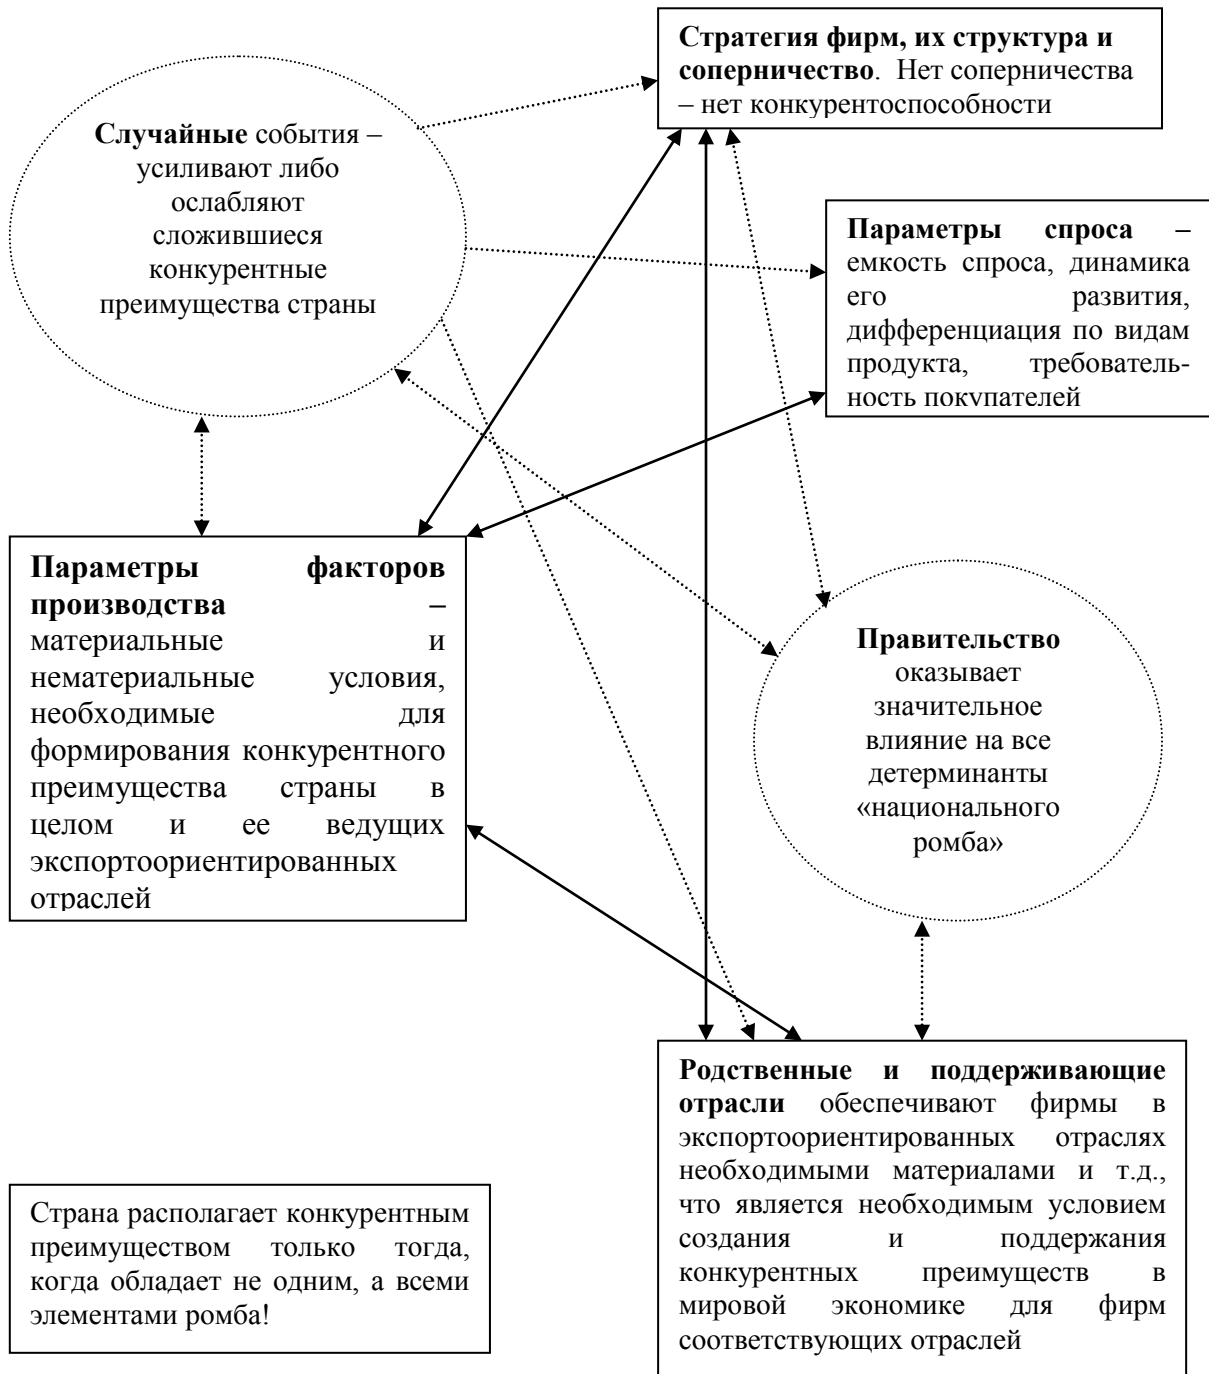 Стратегия фирм, их структура и
соперничество. Нет соперничества
– нет конкурентоспособности
Случайные события –
усиливают либо
ослабляют
сложившиеся
конкурентные
преимущества страны
Параметры спроса –
емкость спроса, динамика
его развития,
дифференциация по видам
продукта, требователь-
ность покупателей
Параметры факторов
производства –
материальные и
нематериальные условия,
необходимые для
формирования конкурентного
преимущества страны в
целом и ее ведущих
экспортоориентированных
отраслей
Правительство
оказывает
значительное
влияние на все
детерминанты
«национального
ромба»
Родственные и поддерживающие
отрасли обеспечивают фирмы в
экспортоориентированных отраслях
необходимыми материалами и т.д.,
что является необходимым условием
создания и поддержания
конкурентных преимуществ в
мировой экономике для фирм
соответствующих отраслей
Страна располагает конкурентным
преимуществом только тогда,
когда обладает не одним, а всеми
элементами ромба!